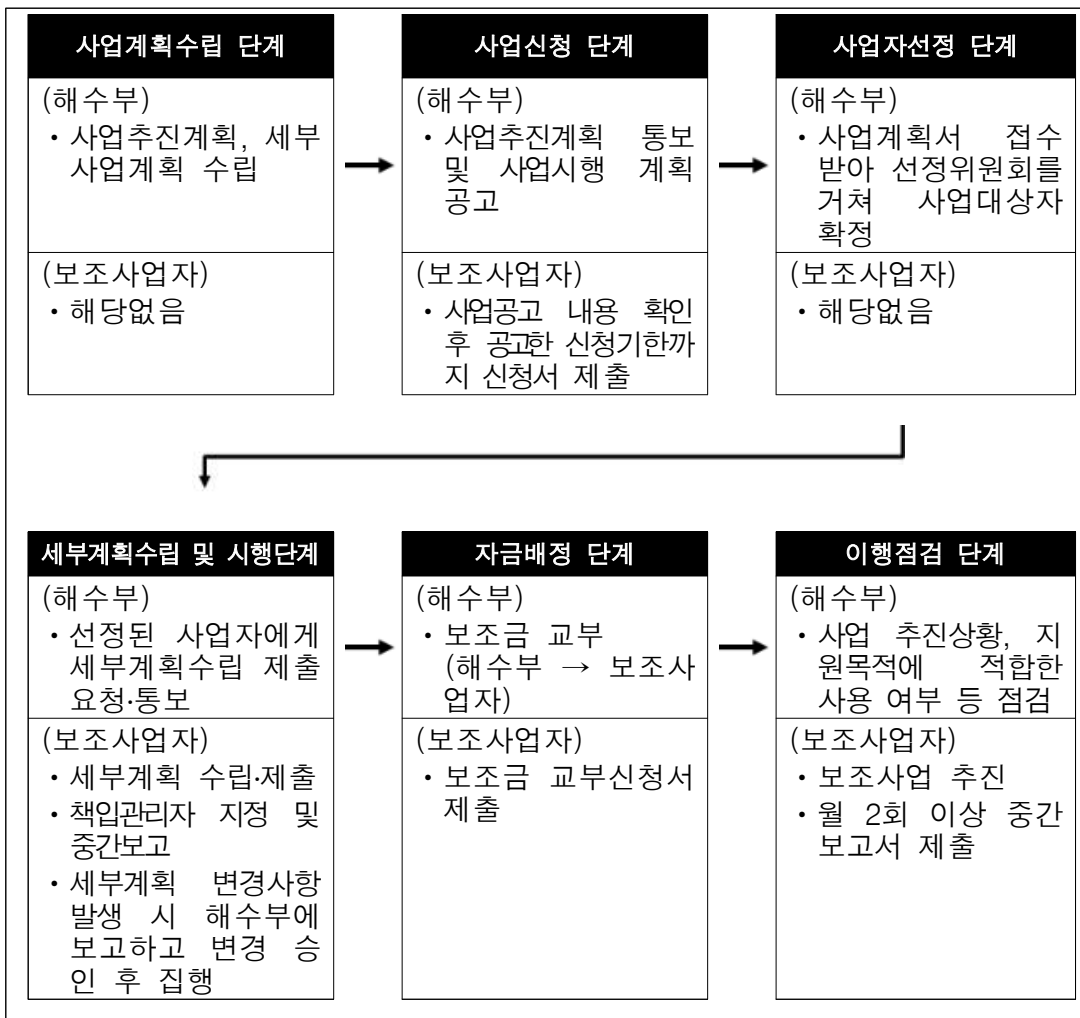 사업계획수립 단계
(해수부)
・사업추진계획, 세부
사업계획 수립
(보조사업자)
・해당없음
사업신청 단계
(해수부)
・사업추진계획 통보
및 사업시행 계획
공고
(보조사업자)
・사업공고 내용 확인
후 공고한 신청기한까
지 신청서 제출
사업자선정 단계
(해수부)
・사업계획서 접수
받아 선정위원회를
거쳐 사업대상자
확정
(보조사업자)
・해당없음
세부계획수립 및 시행단계
(해수부)
・선정된 사업자에게
세부계획수립 제출
요청·통보
(보조사업자)
・세부계획 수립·제출
・책임관리자 지정 및
중간보고
・세부계획 변경사항
발생 시 해수부에
보고하고 변경 승
인 후 집행
자금배정 단계
(해수부)
・보조금 교부
(해수부 → 보조사
업자)
(보조사업자)
・보조금 교부신청서
제출
이행점검 단계
(해수부)
・사업 추진상황, 지
원목적에 적합한
사용 여부 등 점검
(보조사업자)
・보조사업 추진
・월 2회 이상 중간
보고서 제출